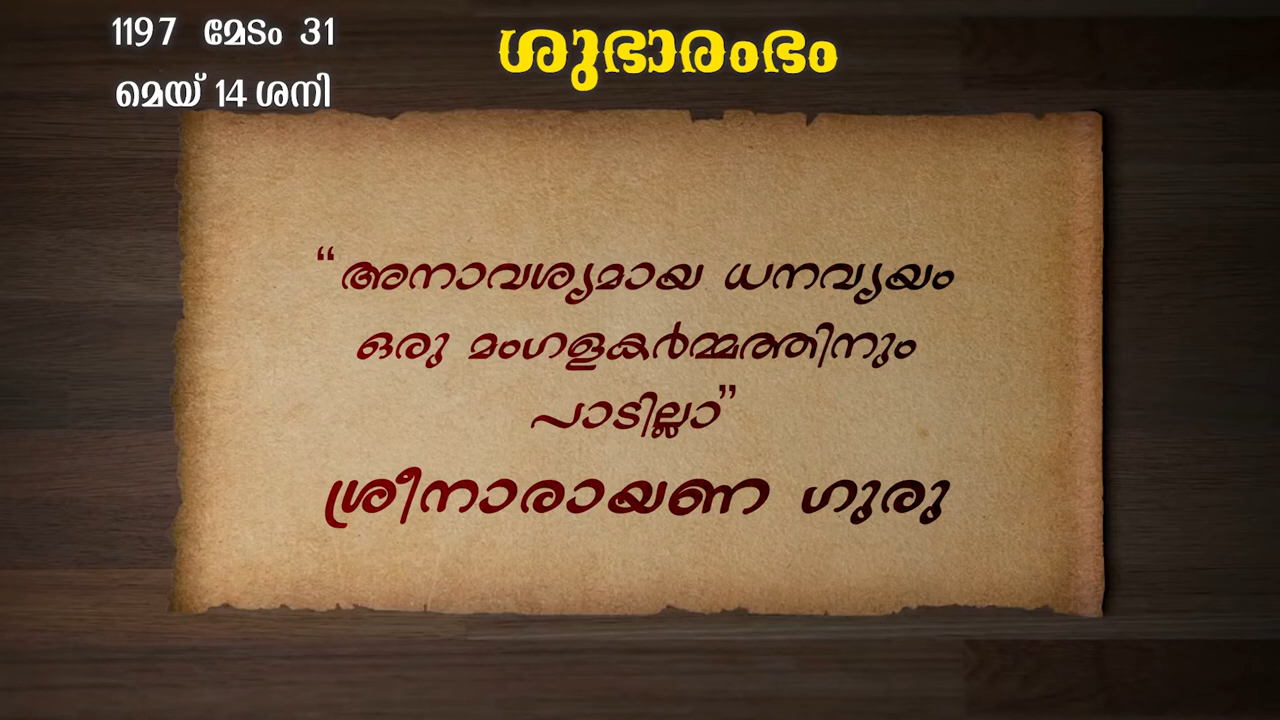 1197 മേടം 31
മെയ് 14 ശനി
ശുഭാരംഭം
“അനാവശ്യമായ ധനവ്യയം
ഒരു മംഗളകർമ്മത്തിനും
പാടില്ലാ”
ശ്രീനാരായണ ഗുരു